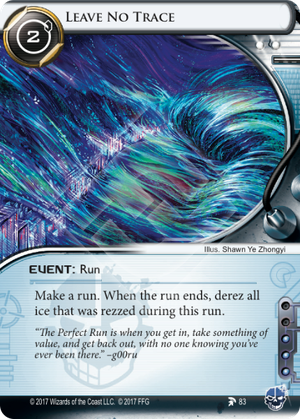 LEAVE NO TRACE
2
Illus. Shawn Ye Zhongyi
EVENT: Run
Make a run. When the run ends, derez all
ice that was rezzed during this run.
“The Perfect Run is when you get in, take something of
value, and get back out, with no one knowing you’ve
ever been there.” –g00ru
© 2017 Wizards of the Coast LLC. © 2017 FFG
83